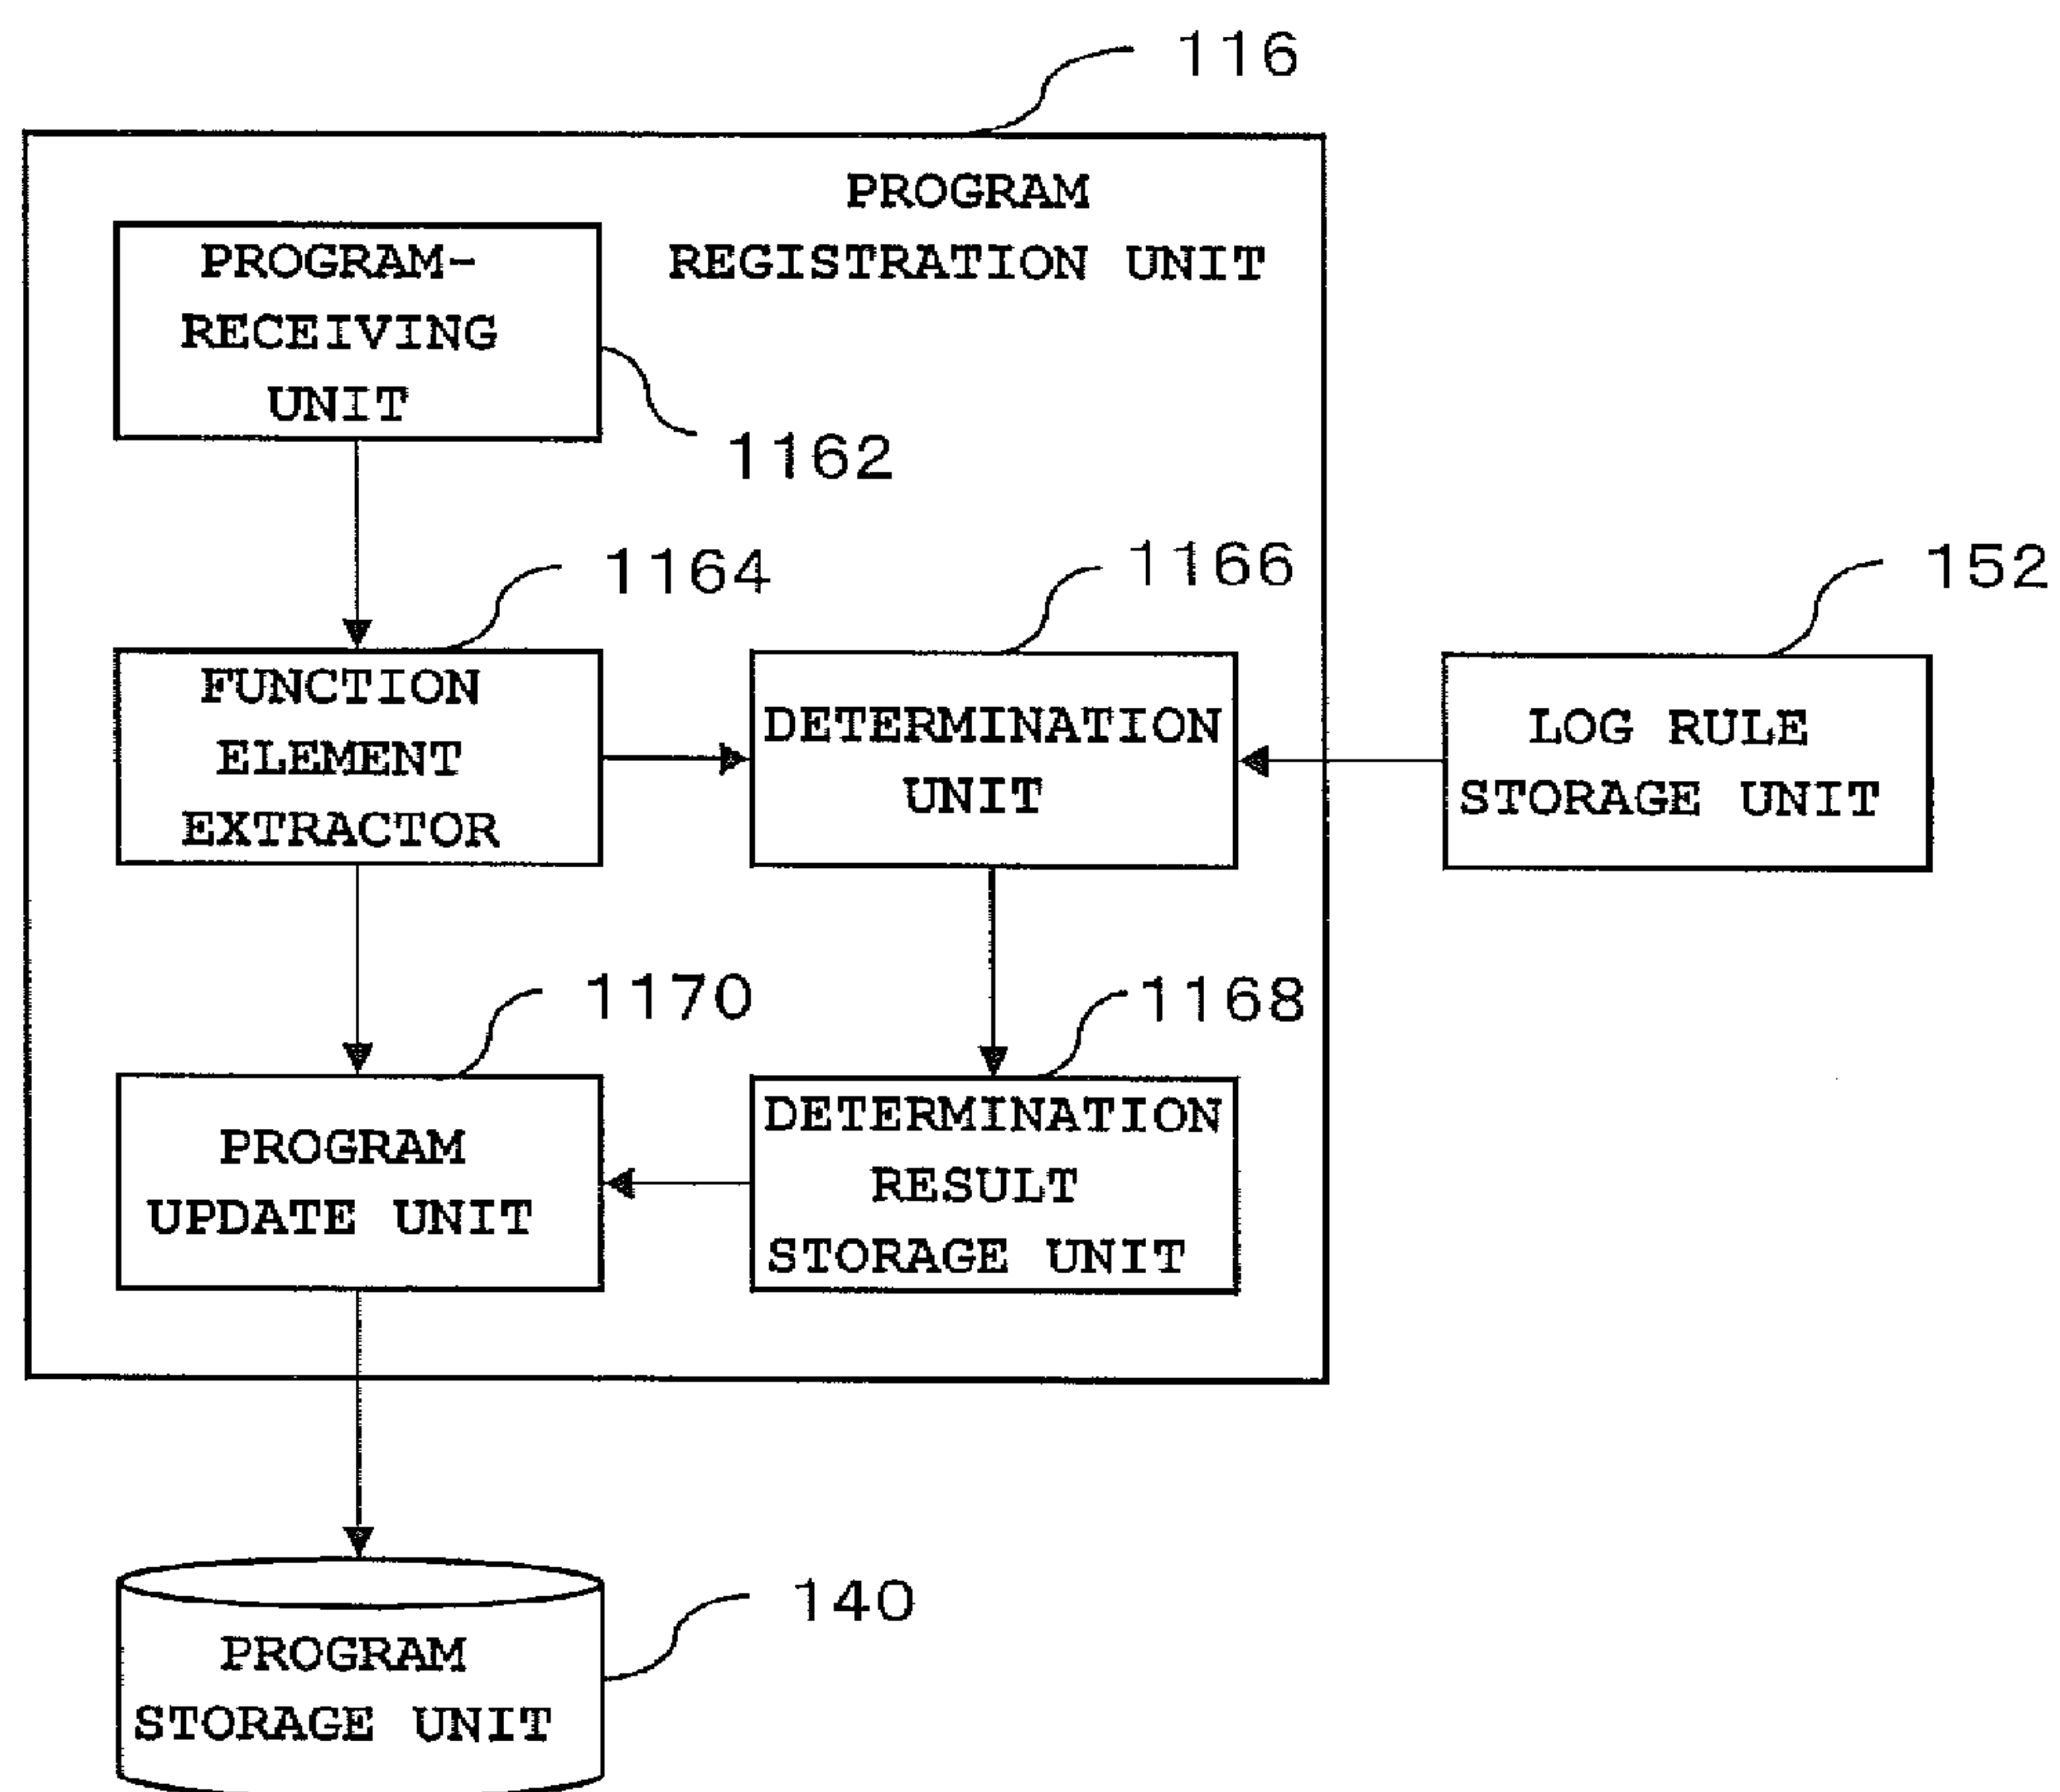 116
PROGRAM
REGISTRATION UNIT
PROGRAM-
RECEIVING
UNIT
1162
1164
1166
152
FUNCTION
ELEMENT
EXTRACTOR
DETERMINATION
UNIT
LOG RULE
STORAGE UNIT
1170
1168
PROGRAM
UPDATE UNIT
DETERMINATION
RESULT
STORAGE UNIT
140
PROGRAM
STORAGE UNIT